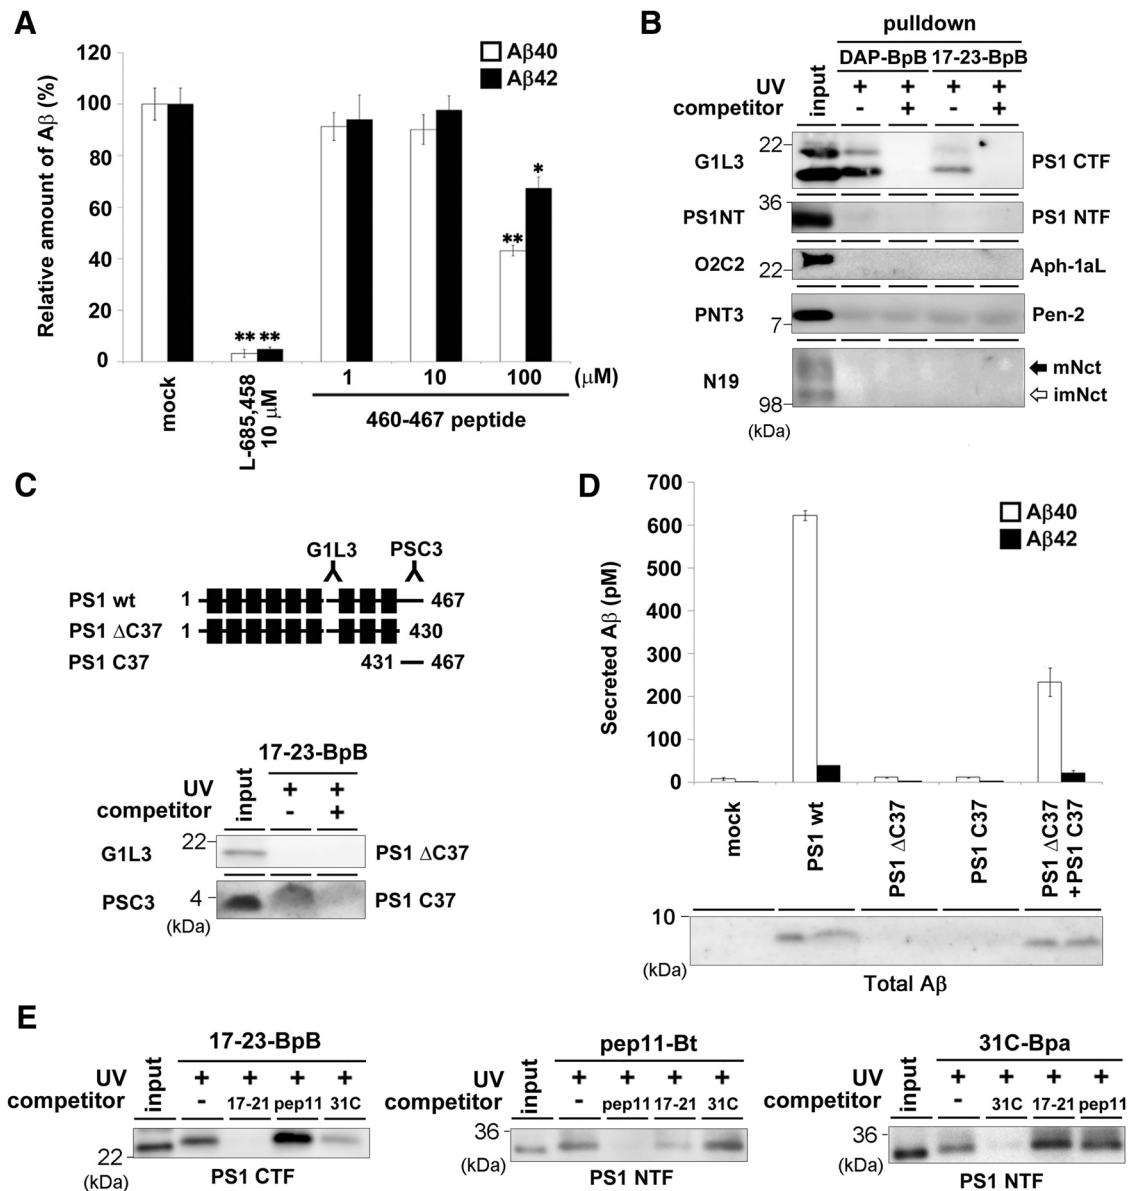 A
Relative amount of Aβ (%)
120
100
80
60
40
20
0
Aβ40
Aβ42
** **
**
*
mock
L-685,458
10 μM
1 10 100 (μM)
460-467 peptide
B
pulldown
DAP-BpB 17-23-BpB
input
UV + + + +
competitor - + - +
G1L3 22 PS1 CTF
PS1NT 36 PS1 NTF
O2C2 22 Aph-1aL
PNT3 7 Pen-2
N19 mNct
imNct
98
(kDa)
C
G1L3 PSC3
PS1 wt 1 467
PS1 ΔC37 1 430
PS1 C37 431 467
17-23-BpB
input
UV + +
competitor - +
G1L3 22 PS1 ΔC37
PSC3 4 PS1 C37
(kDa)
D
Secreted Aβ (pM)
700
600
500
400
300
200
100
0
Aβ40
Aβ42
mock
PS1 wt
PS1 ΔC37
PS1 C37
PS1 ΔC37
+PS1 C37
10
(kDa)
Total Aβ
E
17-23-BpB
input
UV + + + +
competitor - 17-21 pep11 31C
22
(kDa)
PS1 CTF
pep11-Bt
input
UV + + + +
competitor - pep11 17-21 31C
36
(kDa)
PS1 NTF
31C-Bpa
input
UV + + + +
competitor - 31C 17-21 pep11
36
(kDa)
PS1 NTF